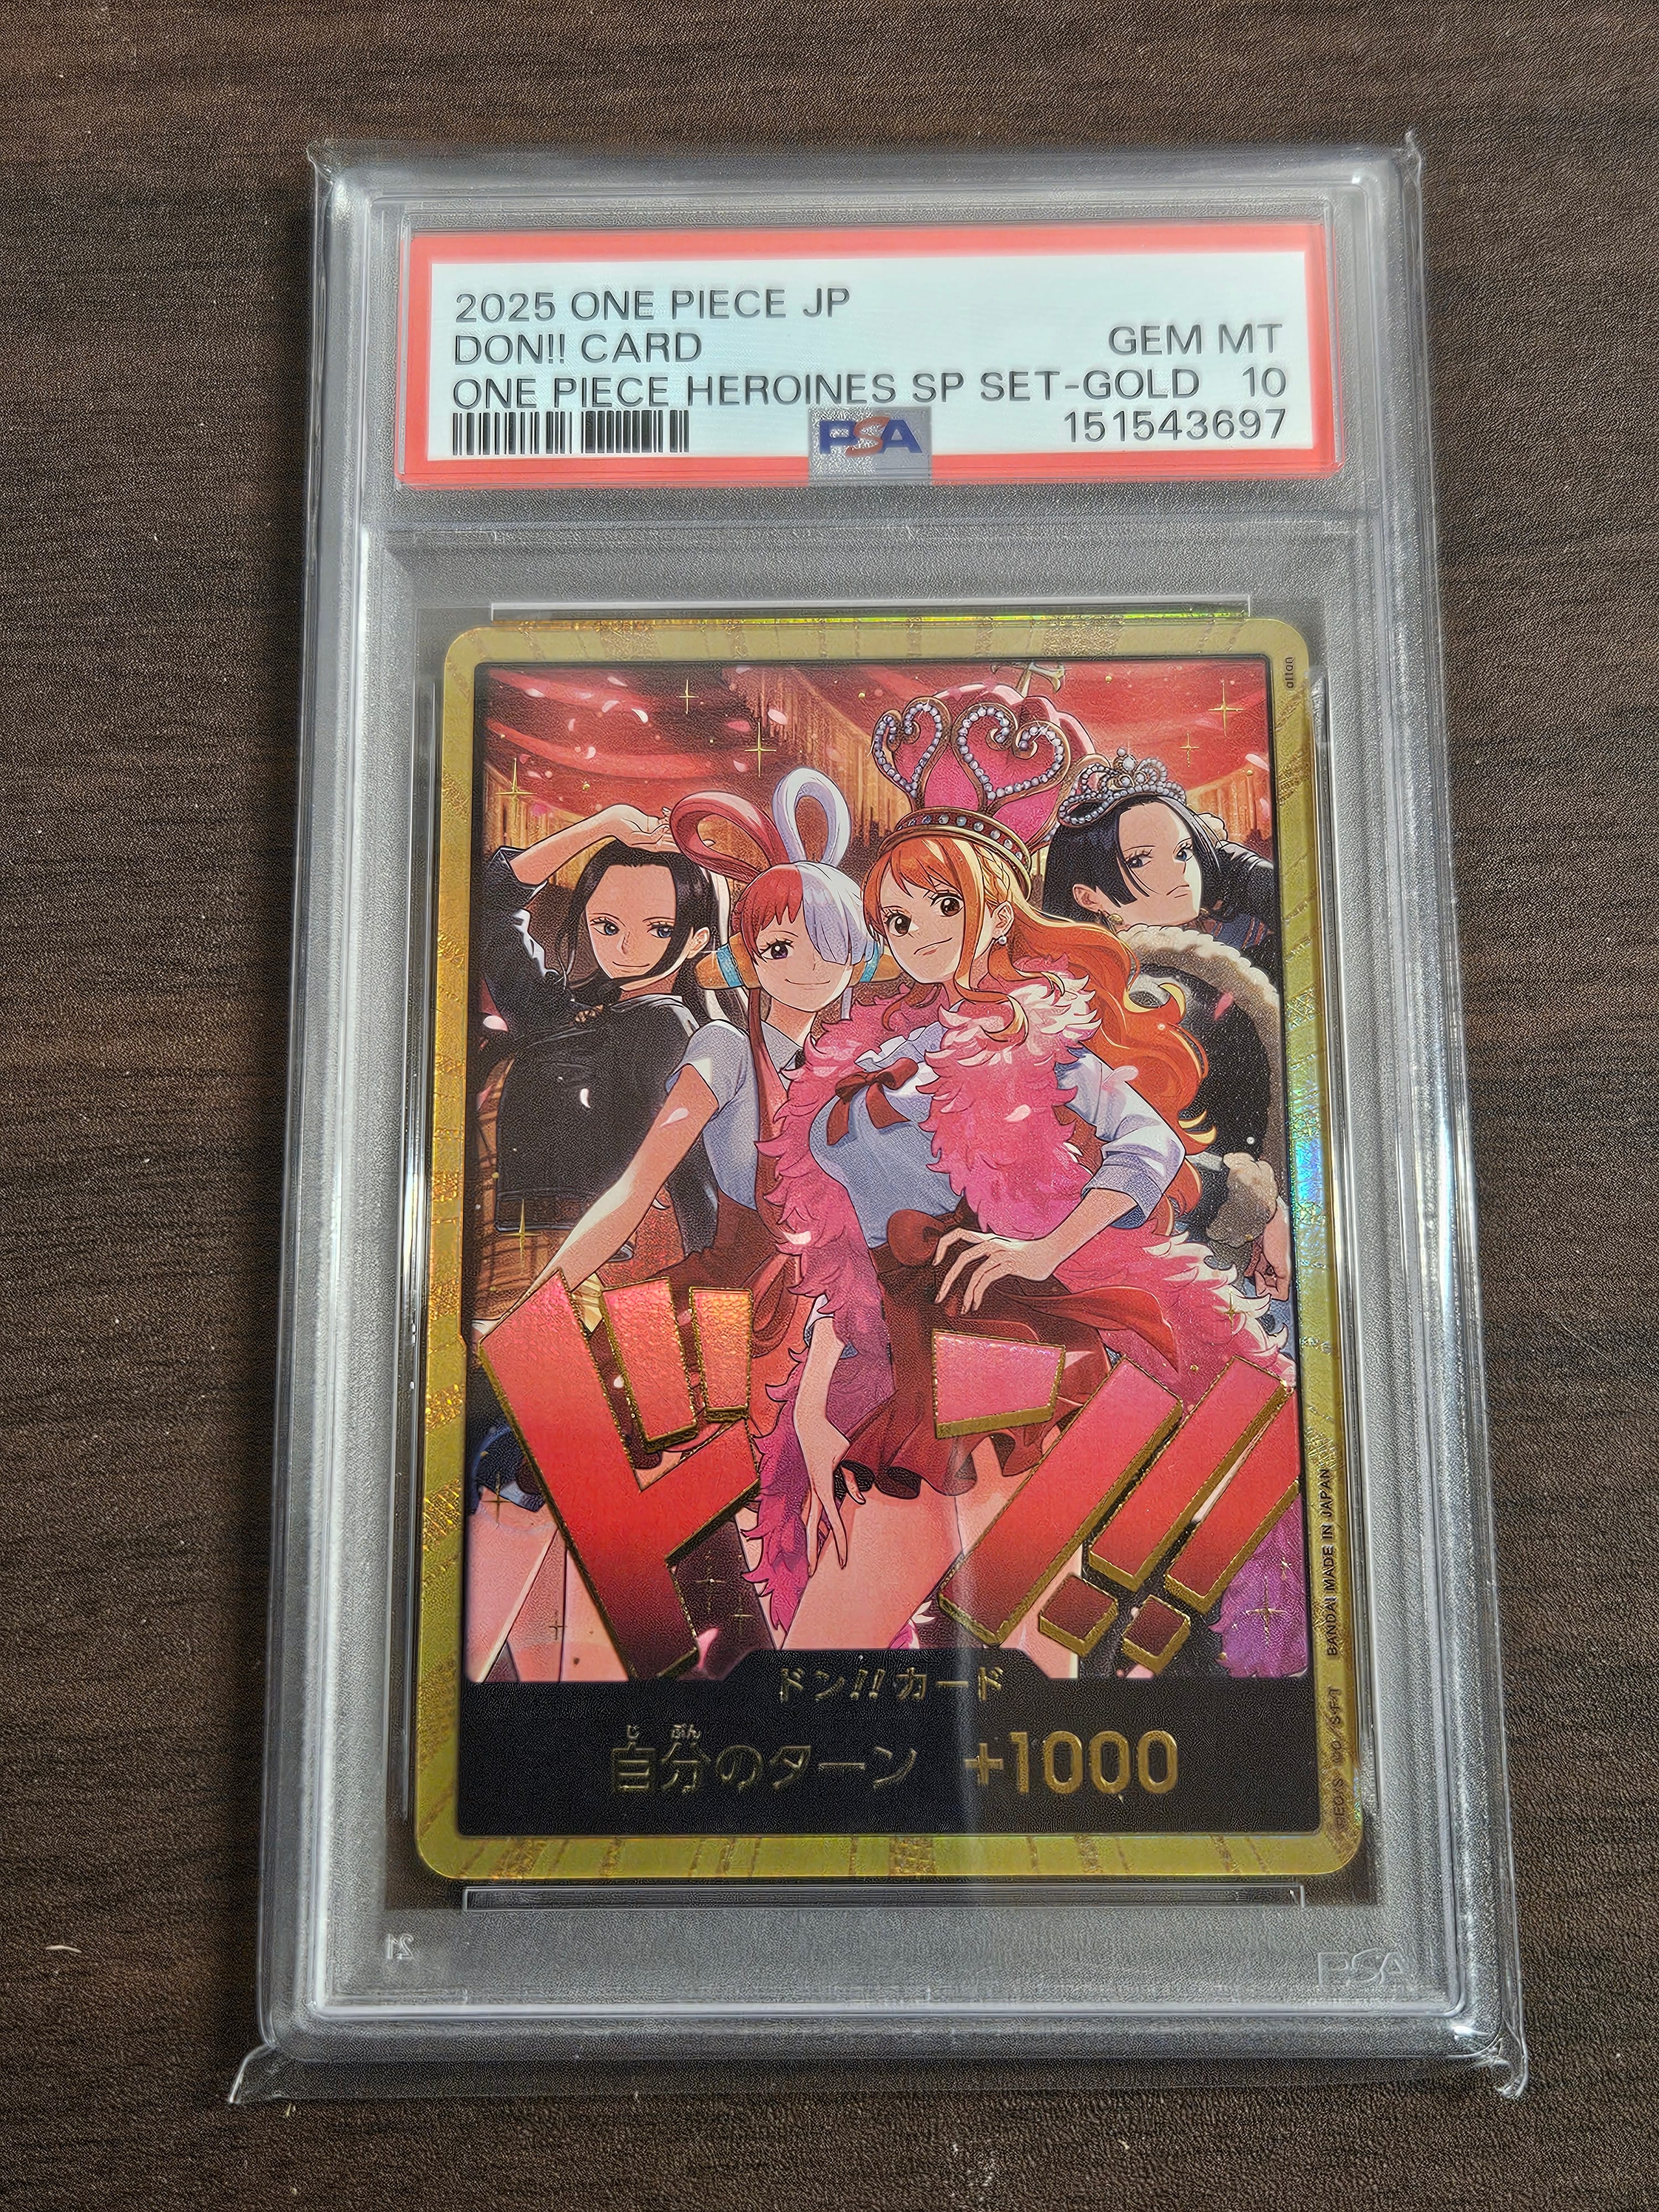 2025 ONE PIECE JP
DON!! CARD
GEM MT
ONE PIECE HEROINES SP SET-GOLD 10
PSA
151543697
attan
ドン!!
BANDAI MADE IN JAPAN
ドン!!カード
じ ぶん
自分のターン +1000
PSA
21